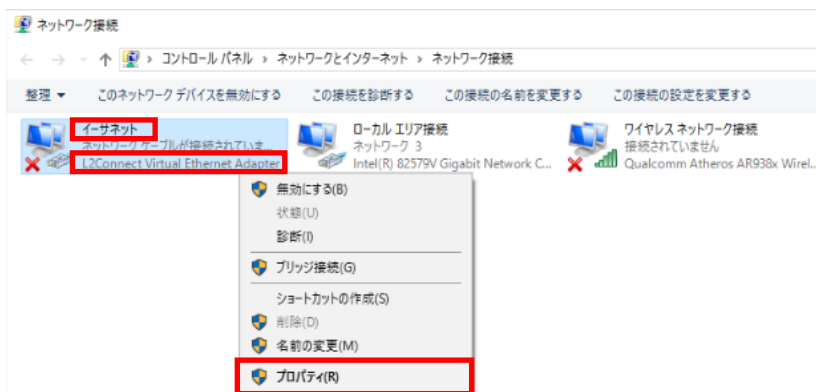 ネットワーク接続
コントロール パネル › ネットワークとインターネット › ネットワーク接続
整理 ▼ このネットワーク デバイスを無効にする この接続を診断する この接続の名前を変更する この接続の設定を変更する
イーサネット
ネットワーク ケーブルが接続されていま...
L2Connect Virtual Ethernet Adapter
ローカル エリア接続
ネットワーク 3
Intel(R) 82579V Gigabit Network C...
ワイヤレス ネットワーク接続
接続されていません
Qualcomm Atheros AR938x Wirel...
無効にする(B)
状態(U)
診断(I)
ブリッジ接続(G)
ショートカットの作成(S)
削除(D)
名前の変更(M)
プロパティ(R)